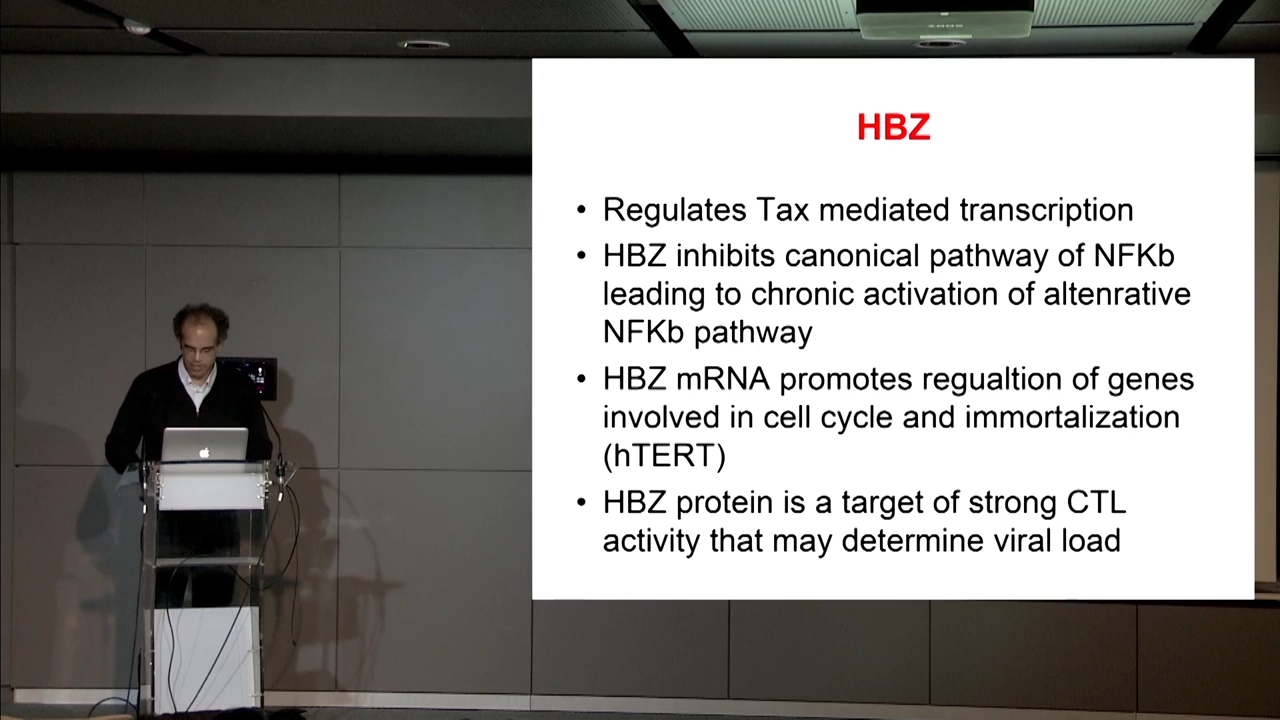 HBZ
• Regulates Tax mediated transcription
• HBZ inhibits canonical pathway of NFKb
leading to chronic activation of altenrative
NFKb pathway
• HBZ mRNA promotes regualtion of genes
involved in cell cycle and immortalization
(hTERT)
• HBZ protein is a target of strong CTL
activity that may determine viral load